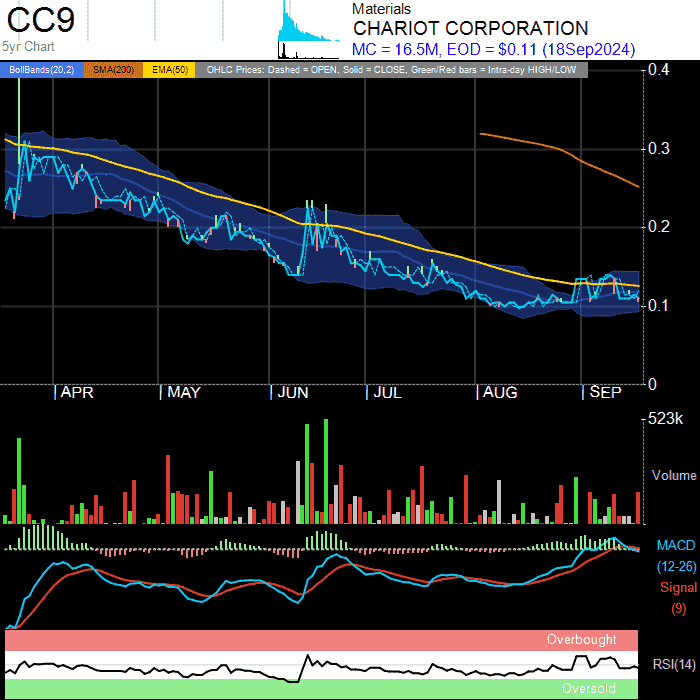 CC9
5yr Chart
Materials
CHARIOT CORPORATION
MC = 16.5M, EOD = $0.11 (18Sep2024)
BollBands(20,2) SMA(200) EMA(50) OHLC Prices: Dashed = OPEN, Solid = CLOSE, Green/Red bars = Intra-day HIGH/LOW
0.4
0.3
0.2
0.1
0
APR MAY JUN JUL AUG SEP
523k
Volume
MACD
(12-26)
Signal
(9)
Overbought
RSI(14)
Oversold